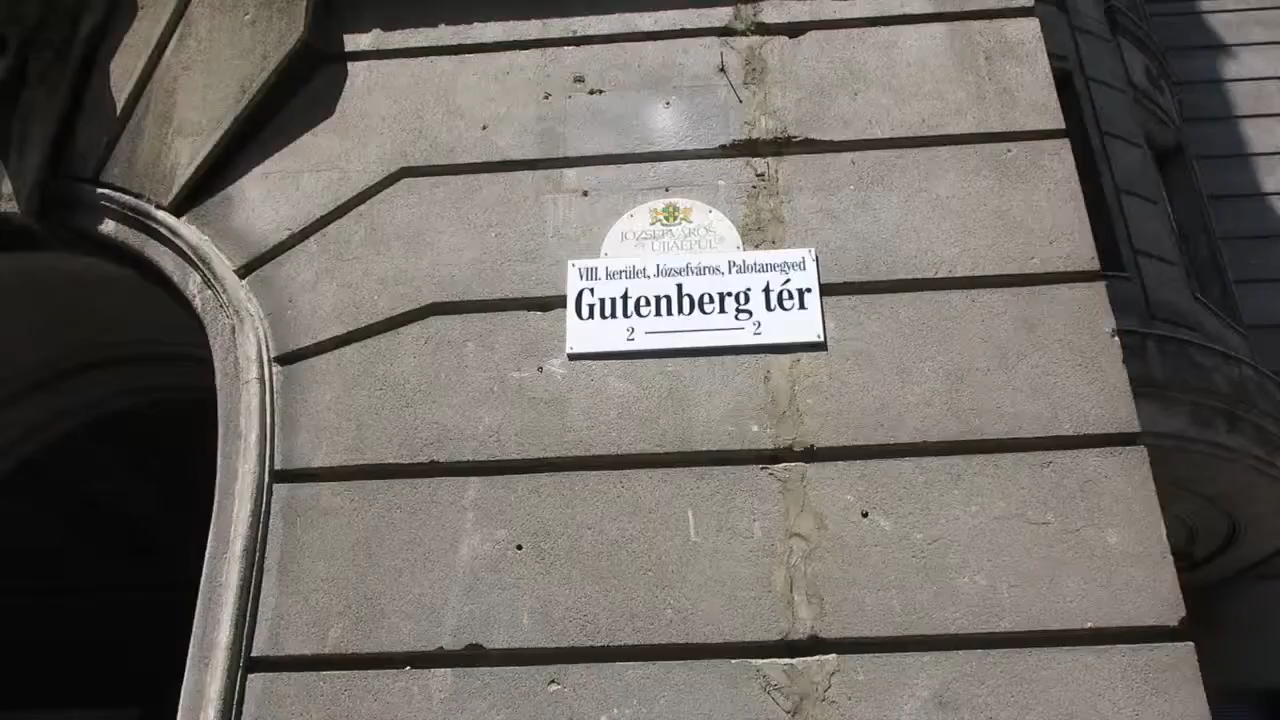 JÓZSEFVÁROS
ÚJJÁÉPÜL
VIII. kerület, Józsefváros, Palotanegyed
Gutenberg tér
2 2